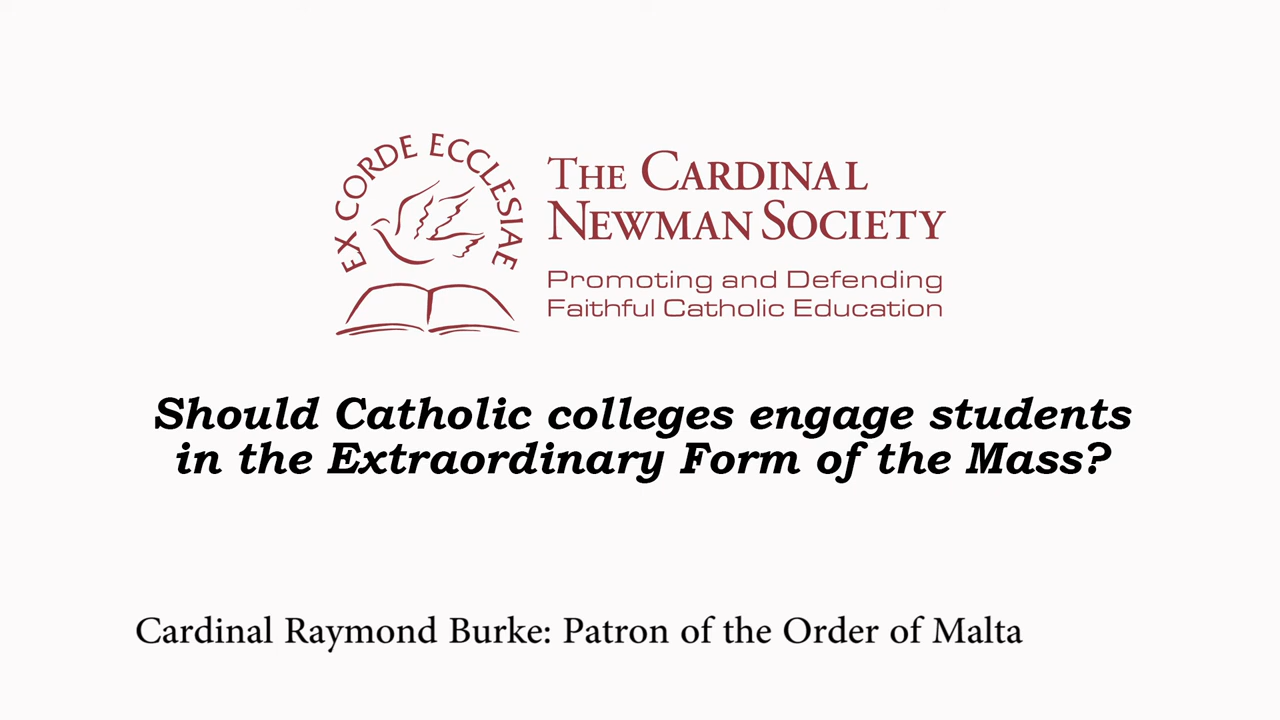 EX CORDE ECCLESIAE
THE CARDINAL
NEWMAN SOCIETY
Promoting and Defending
Faithful Catholic Education
Should Catholic colleges engage students
in the Extraordinary Form of the Mass?
Cardinal Raymond Burke: Patron of the Order of Malta